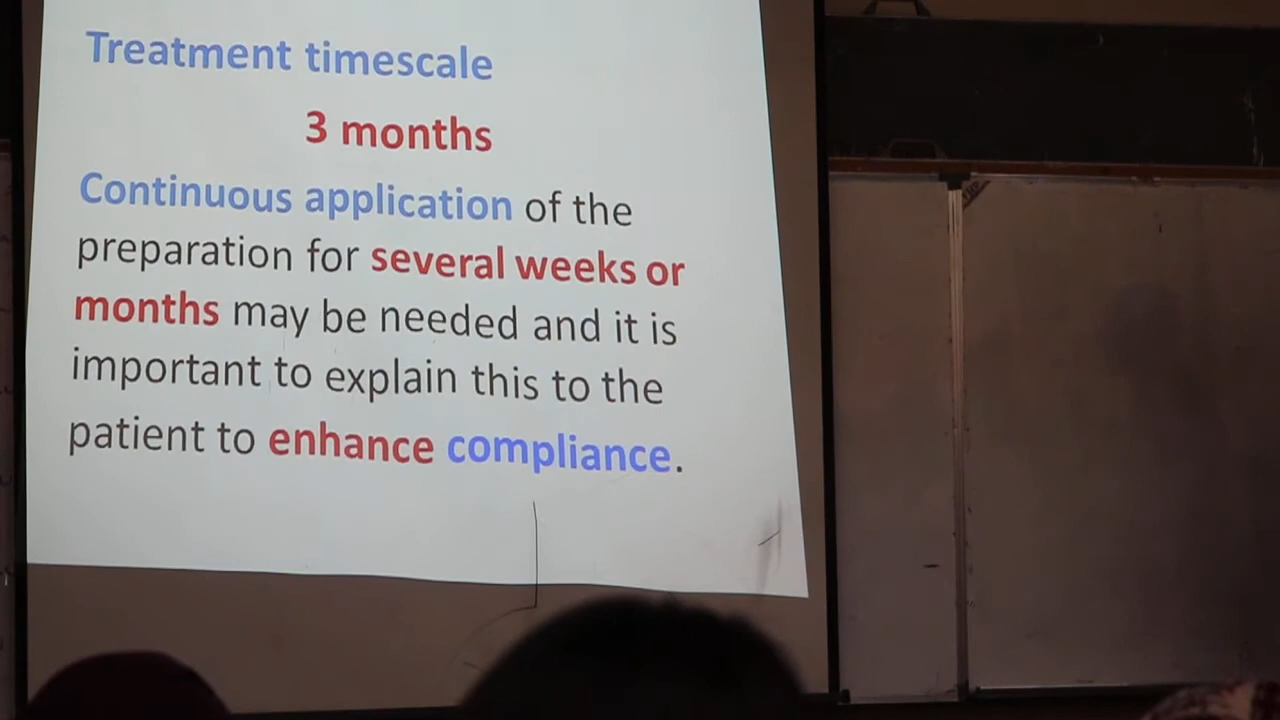 Treatment timescale
3 months
Continuous application of the
preparation for several weeks or
months may be needed and it is
important to explain this to the
patient to enhance compliance.